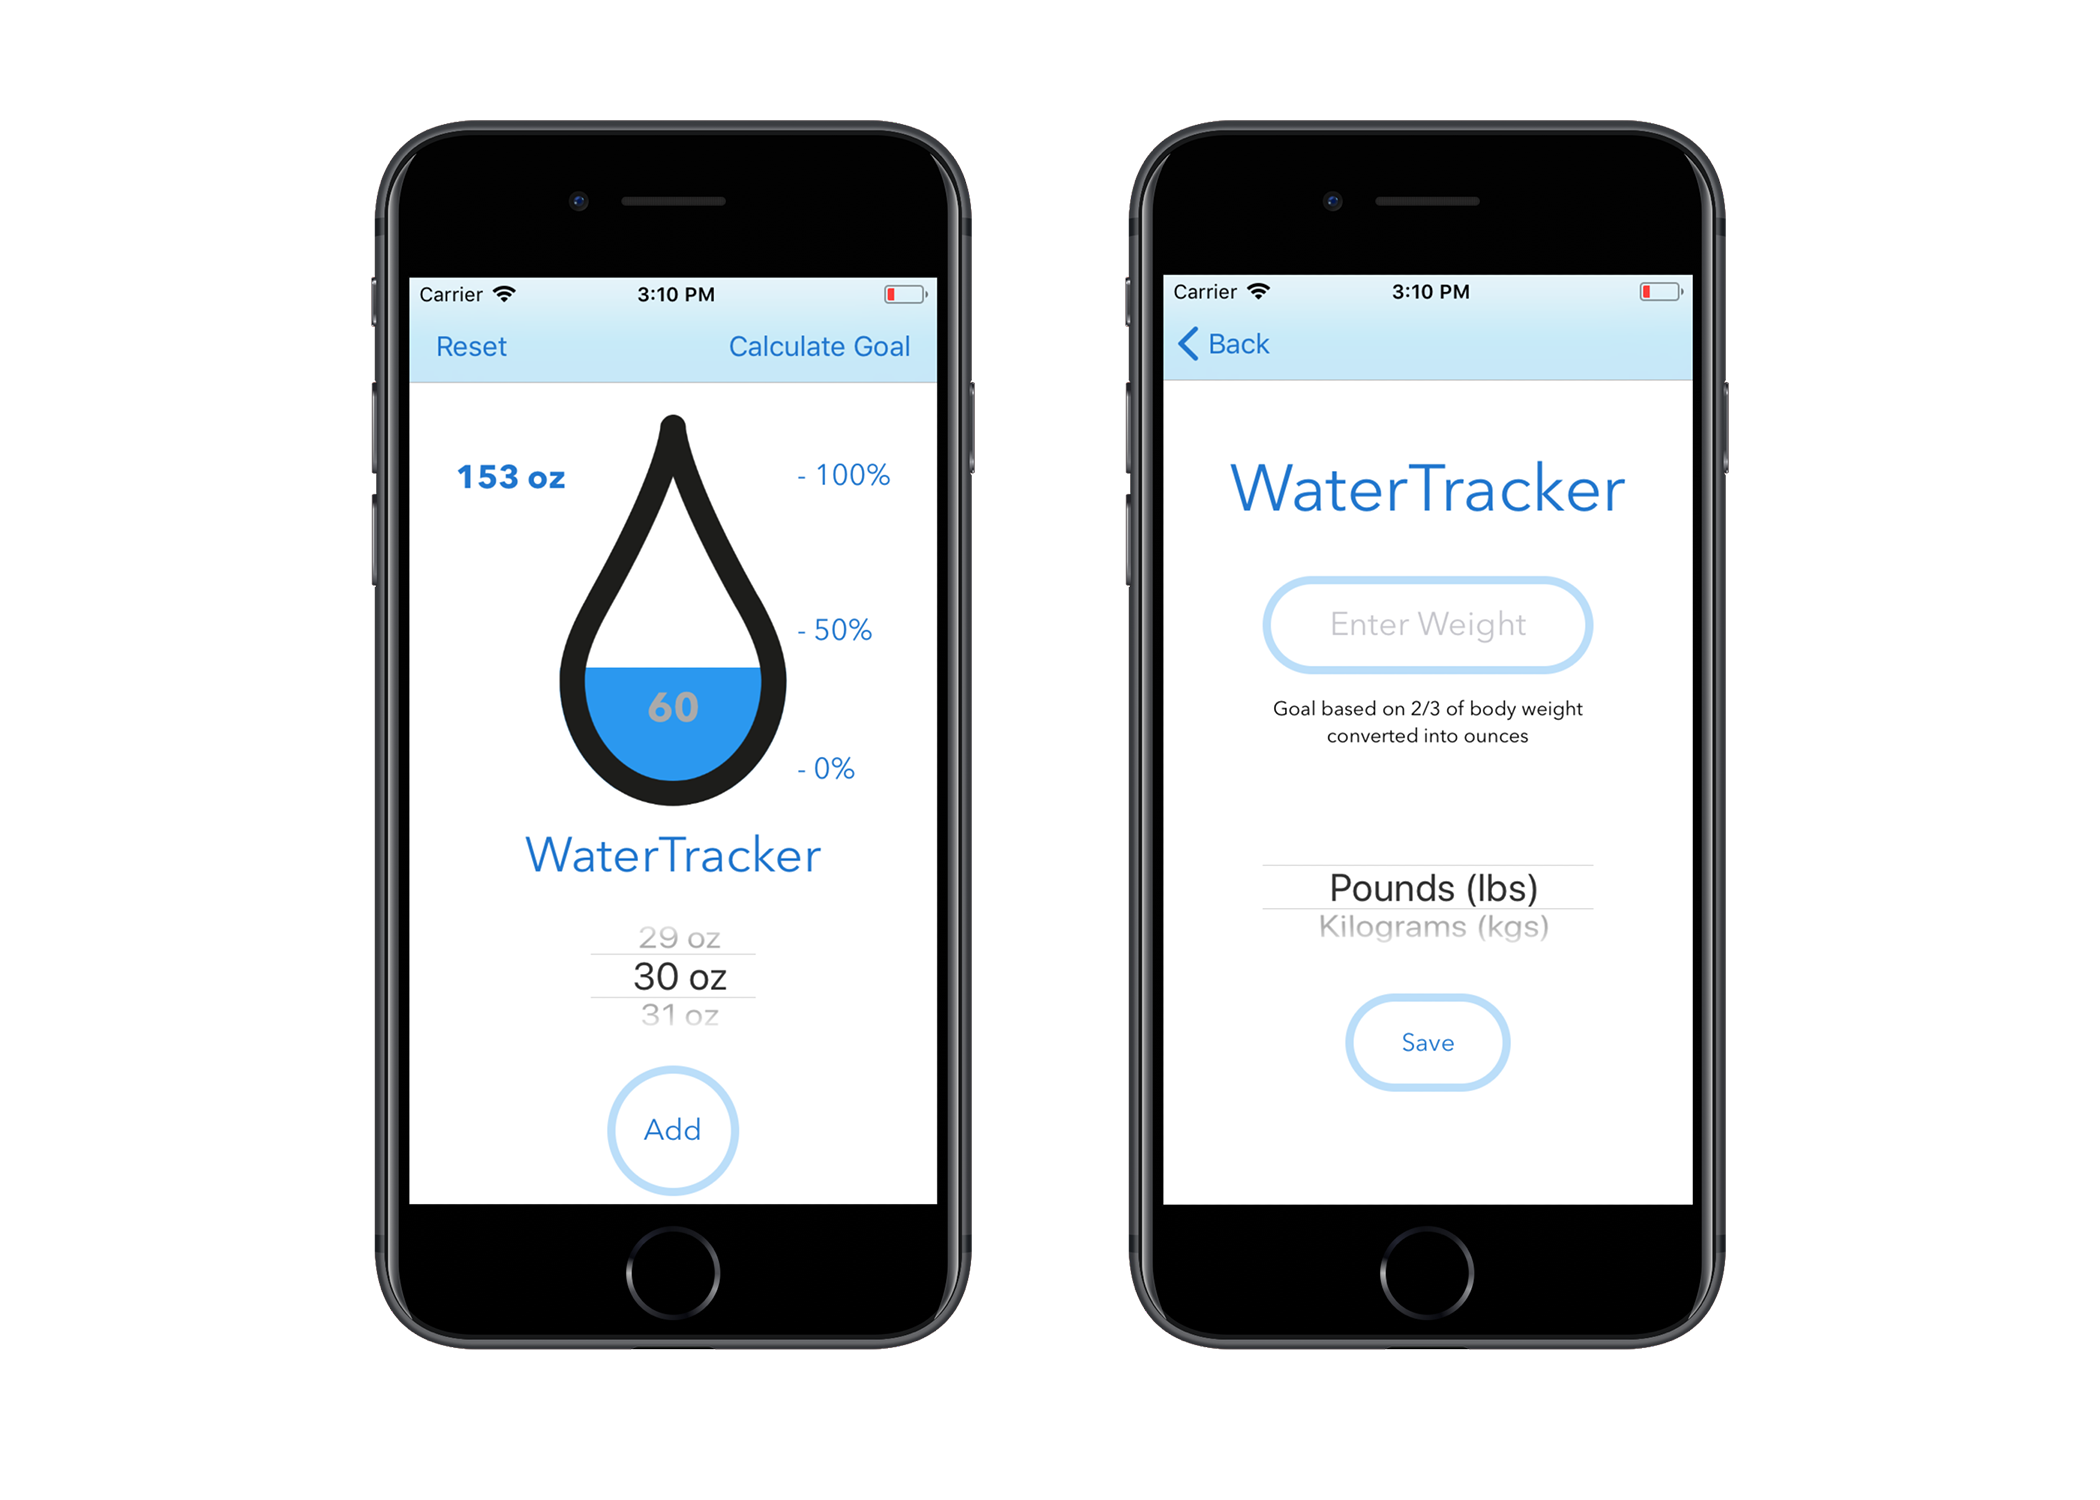 Carrier 3:10 PM
Reset Calculate Goal
153 oz
- 100%
- 50%
60
- 0%
WaterTracker
29 oz
30 oz
31 oz
Add
Carrier 3:10 PM
Back
WaterTracker
Enter Weight
Goal based on 2/3 of body weight
converted into ounces
Pounds (lbs)
Kilograms (kgs)
Save